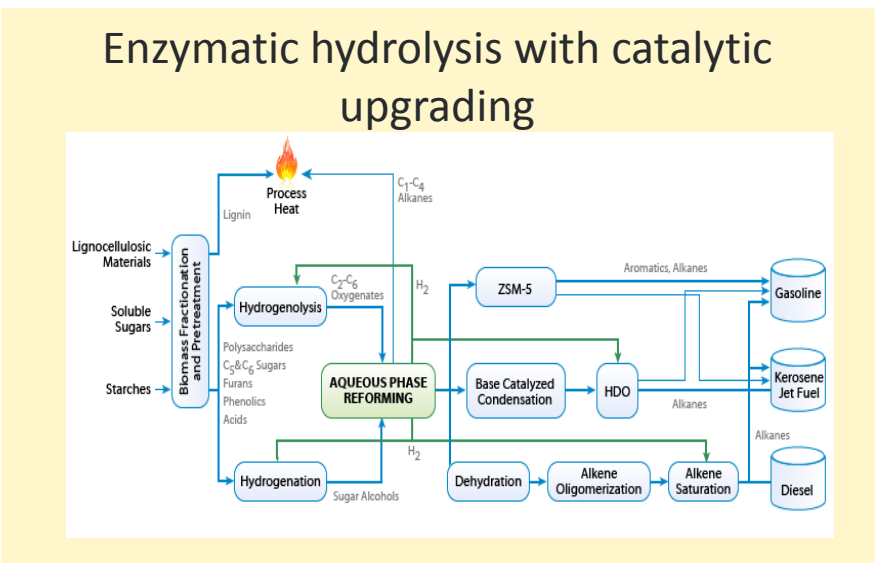 Enzymatic hydrolysis with catalytic
upgrading
Process
Heat
C1-C4
Alkanes
Lignin
Lignocellulosic
Materials
Soluble
Sugars
Starches
Biomass Fractionation
and Pretreatment
Hydrogenolysis
C2-C6
Oxygenates
H2
Polysaccharides
C5&C6 Sugars
Furans
Phenolics
Acids
AQUEOUS PHASE
REFORMING
Hydrogenation
Sugar Alcohols
H2
ZSM-5
Aromatics, Alkanes
Gasoline
Base Catalyzed
Condensation
HDO
Alkanes
Kerosene
Jet Fuel
Dehydration
Alkene
Oligomerization
Alkene
Saturation
Alkanes
Diesel